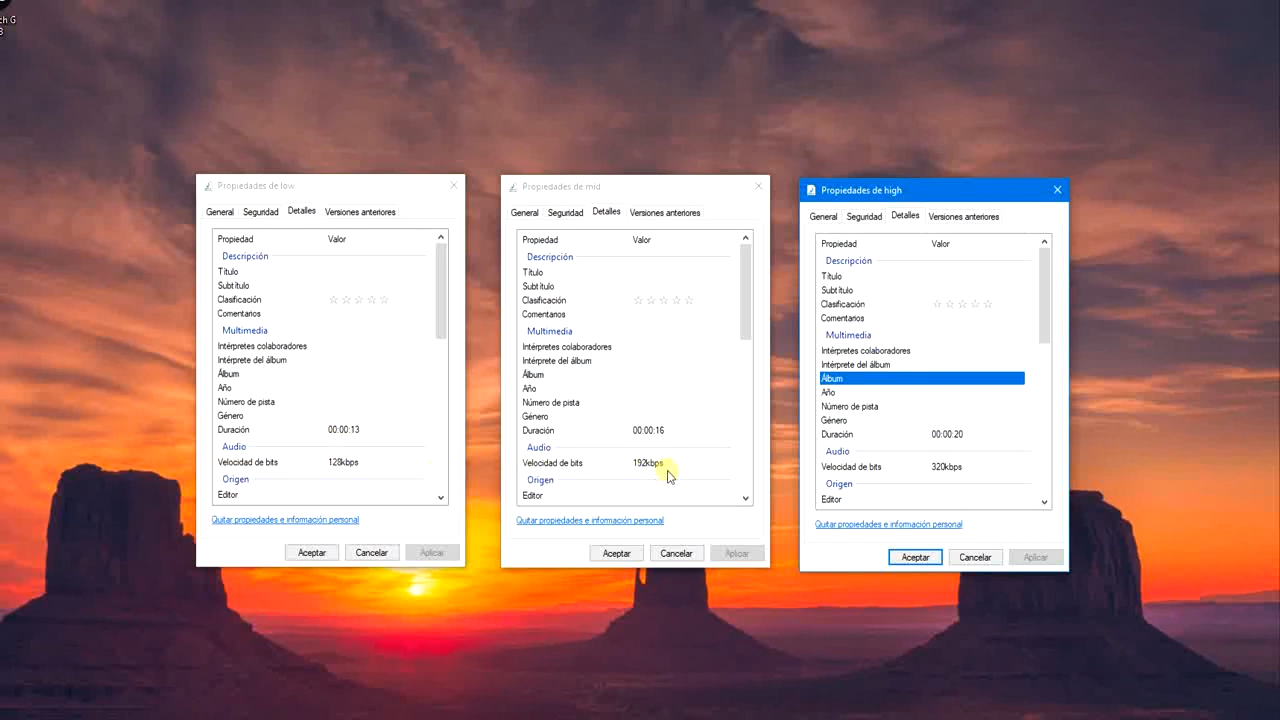 ch G
3
Propiedades de low
General Seguridad Detalles Versiones anteriores
Propiedad Valor
Descripción
Título
Subtítulo
Clasificación
Comentarios
Multimedia
Intérpretes colaboradores
Intérprete del álbum
Álbum
Año
Número de pista
Género
Duración 00:00:13
Audio
Velocidad de bits 128kbps
Origen
Editor
Quitar propiedades e información personal
Aceptar Cancelar Aplicar
Propiedades de mid
General Seguridad Detalles Versiones anteriores
Propiedad Valor
Descripción
Título
Subtítulo
Clasificación
Comentarios
Multimedia
Intérpretes colaboradores
Intérprete del álbum
Álbum
Año
Número de pista
Género
Duración 00:00:16
Audio
Velocidad de bits 192kbps
Origen
Editor
Quitar propiedades e información personal
Aceptar Cancelar Aplicar
Propiedades de high
General Seguridad Detalles Versiones anteriores
Propiedad Valor
Descripción
Título
Subtítulo
Clasificación
Comentarios
Multimedia
Intérpretes colaboradores
Intérprete del álbum
Álbum
Año
Número de pista
Género
Duración 00:00:20
Audio
Velocidad de bits 320kbps
Origen
Editor
Quitar propiedades e información personal
Aceptar Cancelar Aplicar